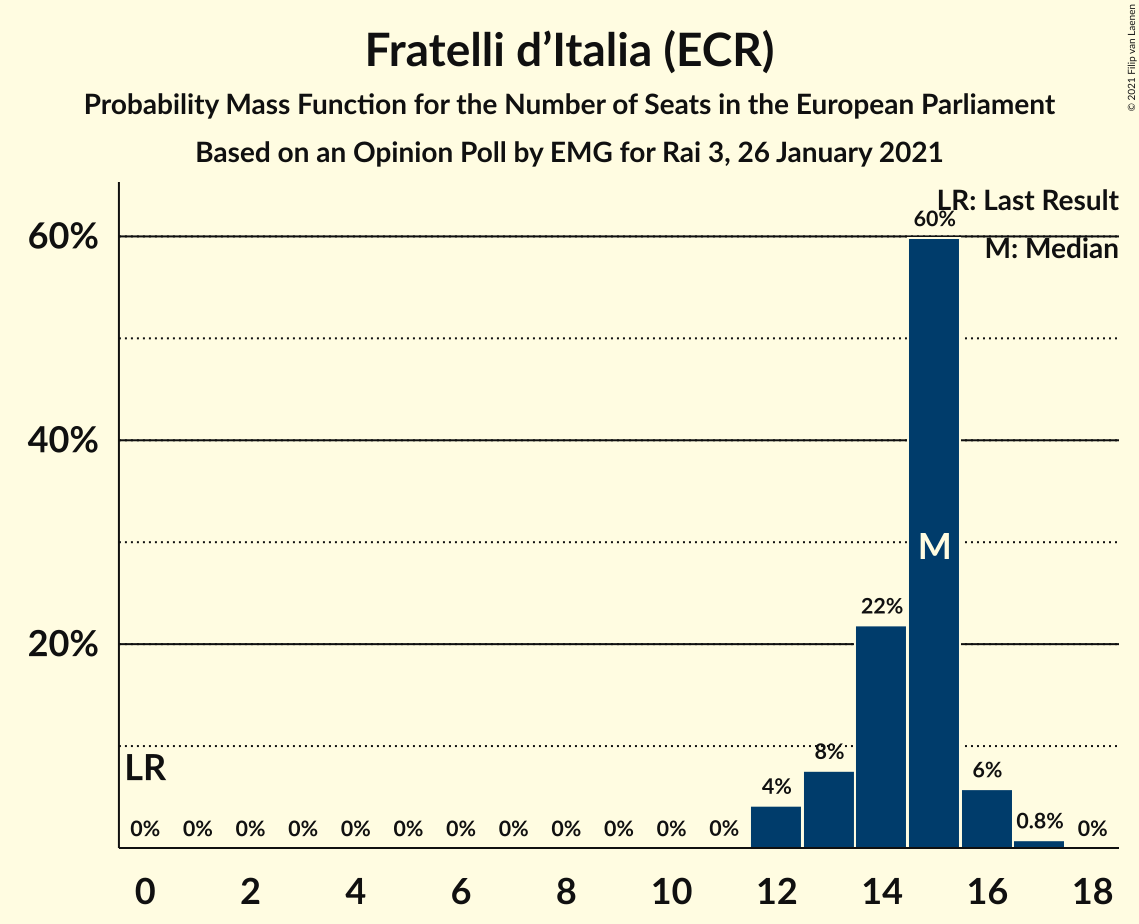 Fratelli d’Italia (ECR)
Probability Mass Function for the Number of Seats in the European Parliament
Based on an Opinion Poll by EMG for Rai 3, 26 January 2021
© 2021 Filip van Laenen
LR: Last Result
M: Median
60%
40%
20%
60%
M
22%
LR
8%
4%
6%
0.8%
0% 0% 0% 0% 0% 0% 0% 0% 0% 0% 0% 0% 0%
0 2 4 6 8 10 12 14 16 18